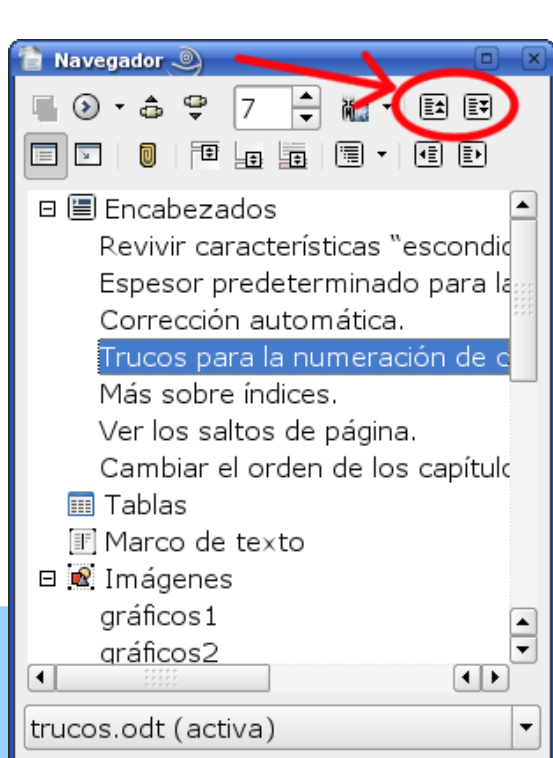 Navegador
7
Encabezados
Revivir características “escondi
Espesor predeterminado para la
Corrección automática.
Trucos para la numeración de c
Más sobre índices.
Ver los saltos de página.
Cambiar el orden de los capítulo
Tablas
Marco de texto
Imágenes
gráficos1
gráficos2
trucos.odt (activa)